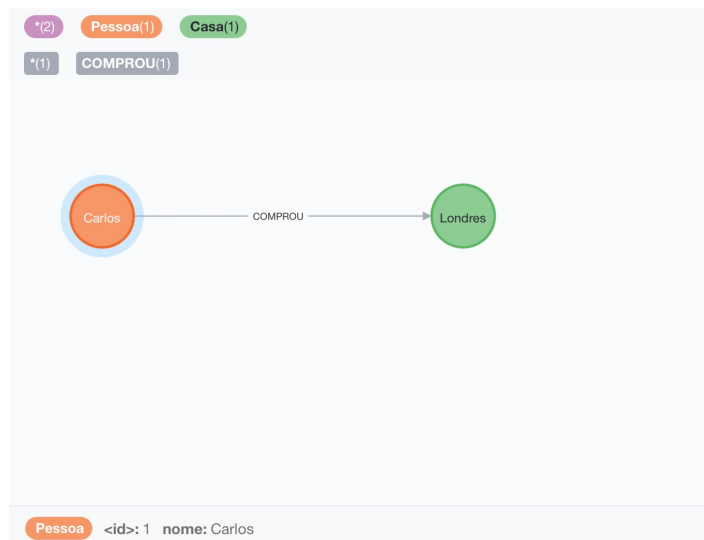 *(2) Pessoa(1) Casa(1)
*(1) COMPROU(1)
Carlos COMPROU Londres
Pessoa <id>: 1 nome: Carlos